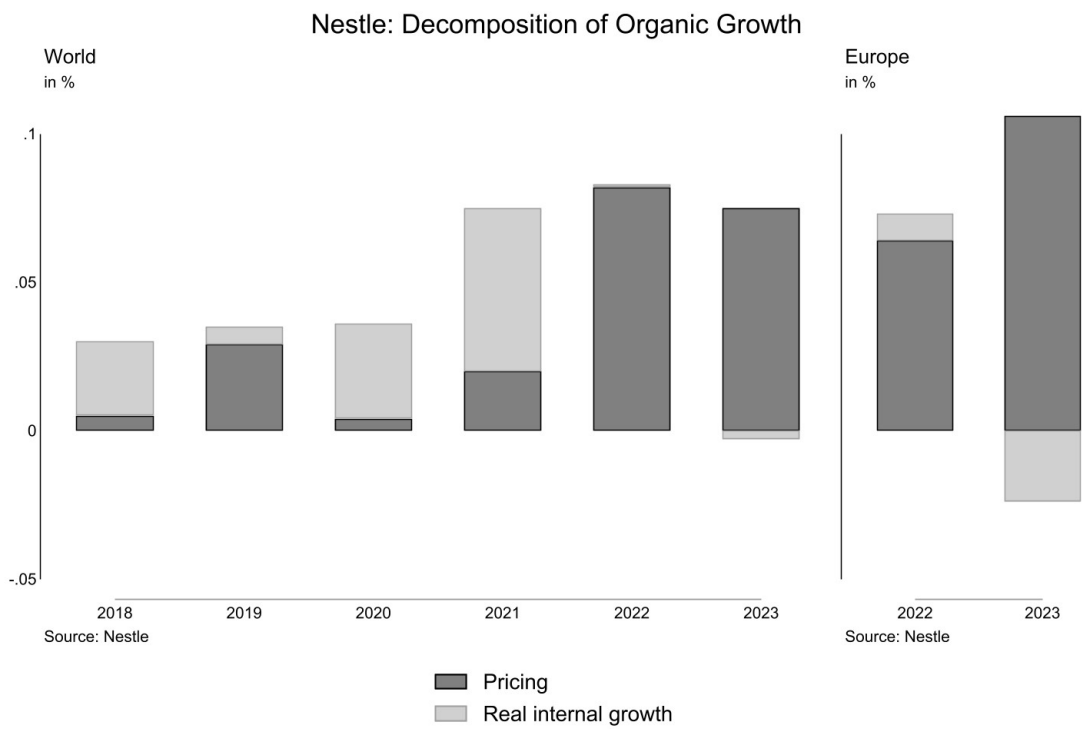 Nestle: Decomposition of Organic Growth
World
in %
.1
.05
0
-.05
2018 2019 2020 2021 2022 2023
Source: Nestle
Europe
in %
2022 2023
Source: Nestle
Pricing
Real internal growth